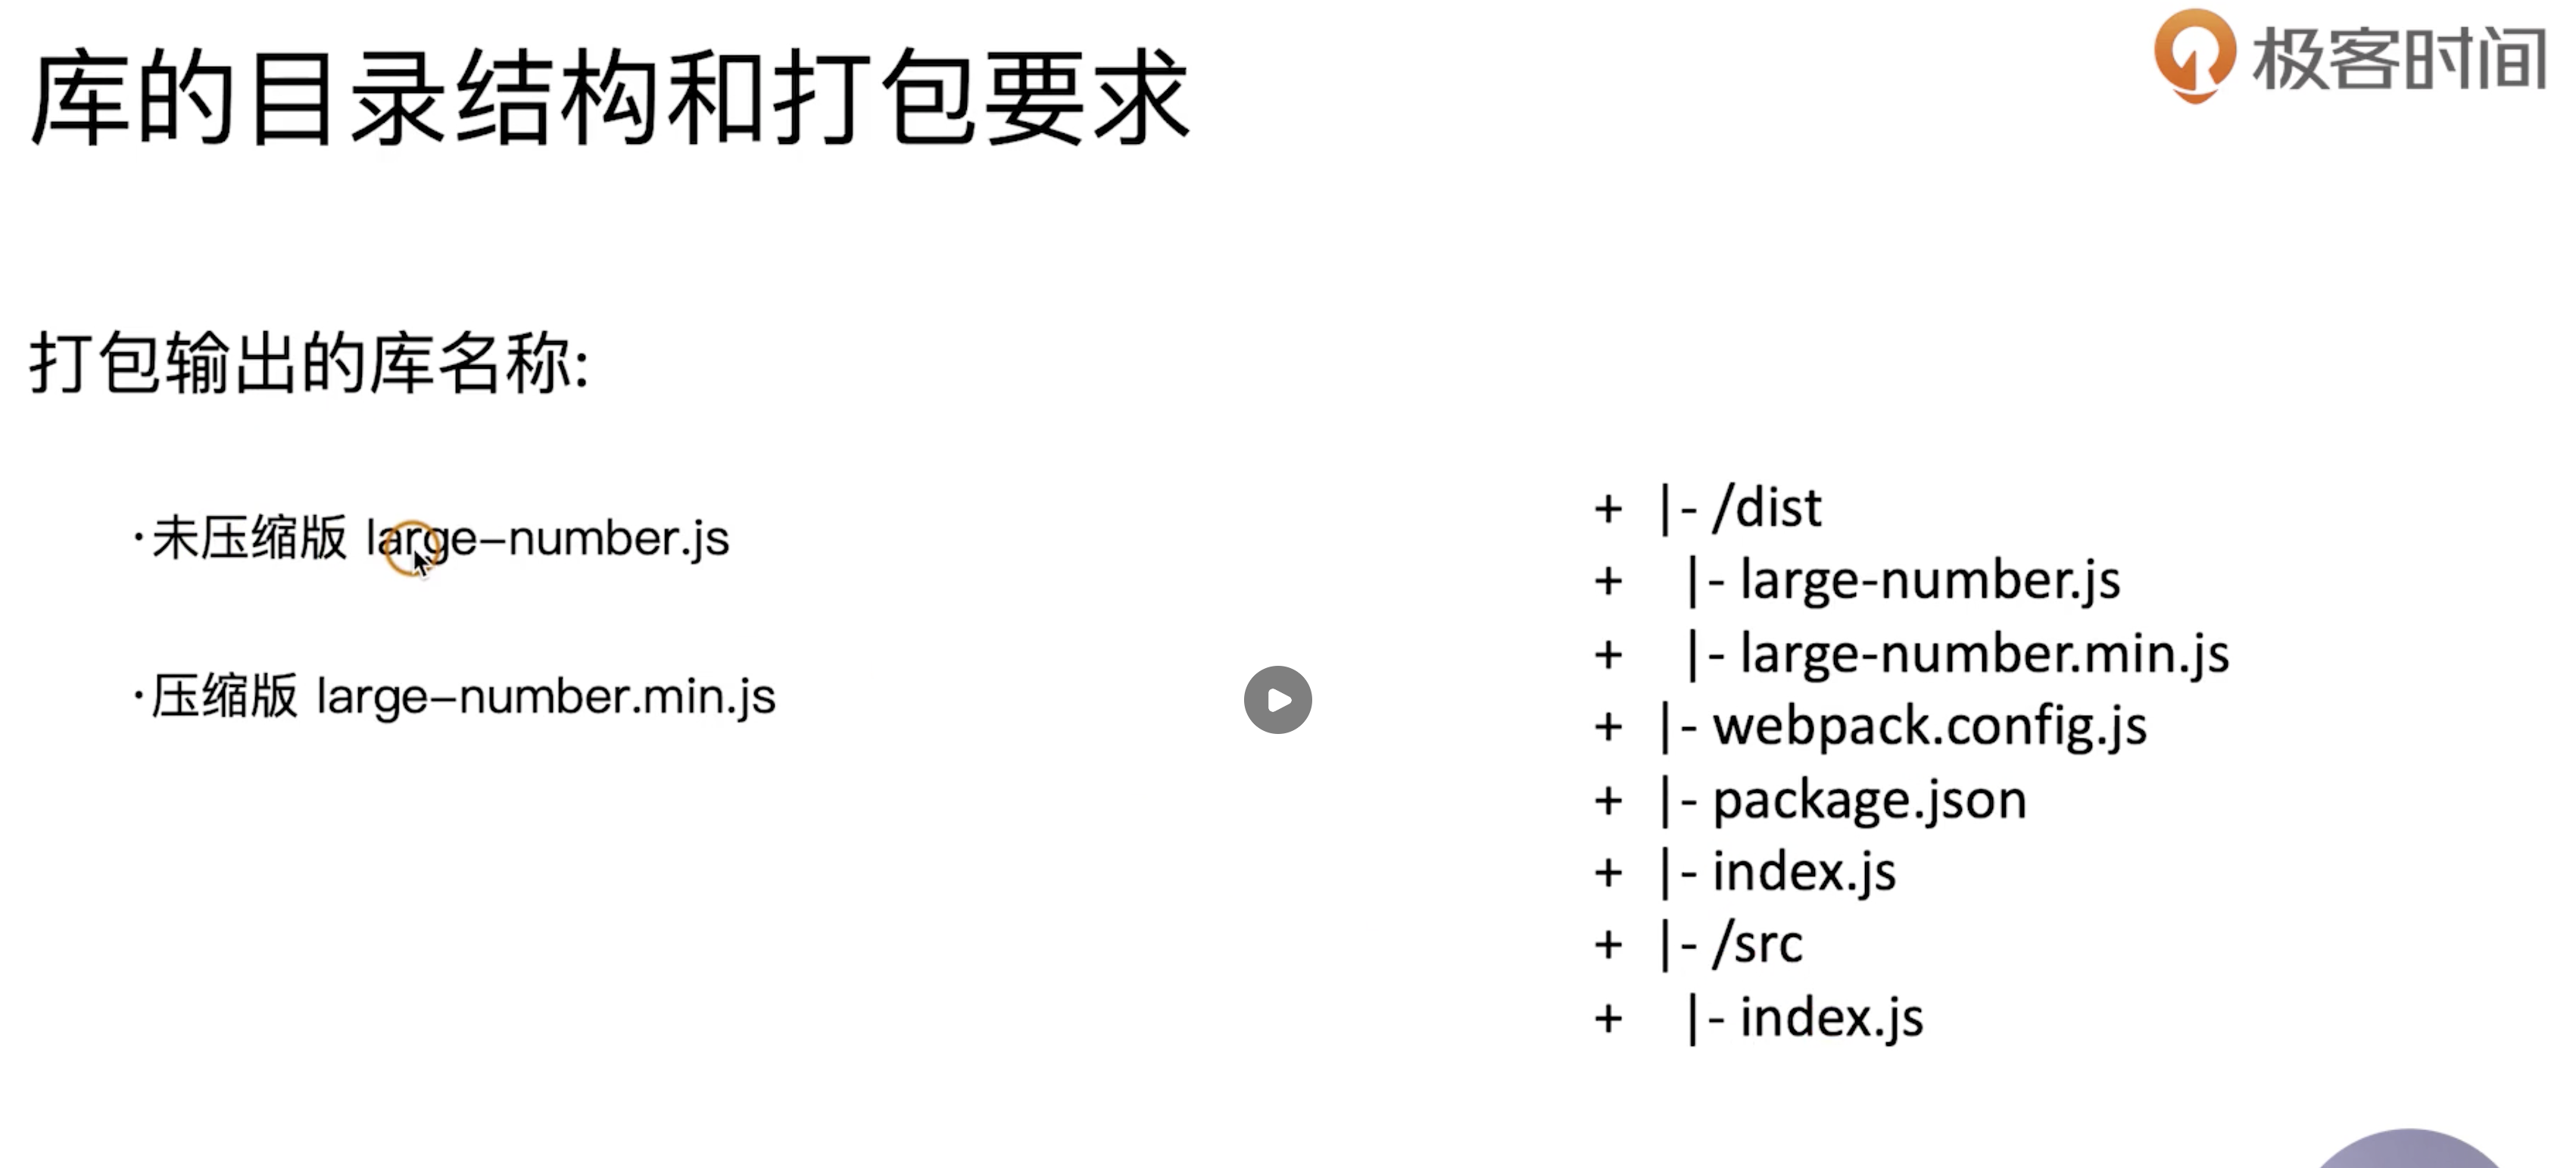 极客时间
库的目录结构和打包要求
打包输出的库名称:
·未压缩版 large-number.js
·压缩版 large-number.min.js
+ |- /dist
+ |- large-number.js
+ |- large-number.min.js
+ |- webpack.config.js
+ |- package.json
+ |- index.js
+ |- /src
+ |- index.js